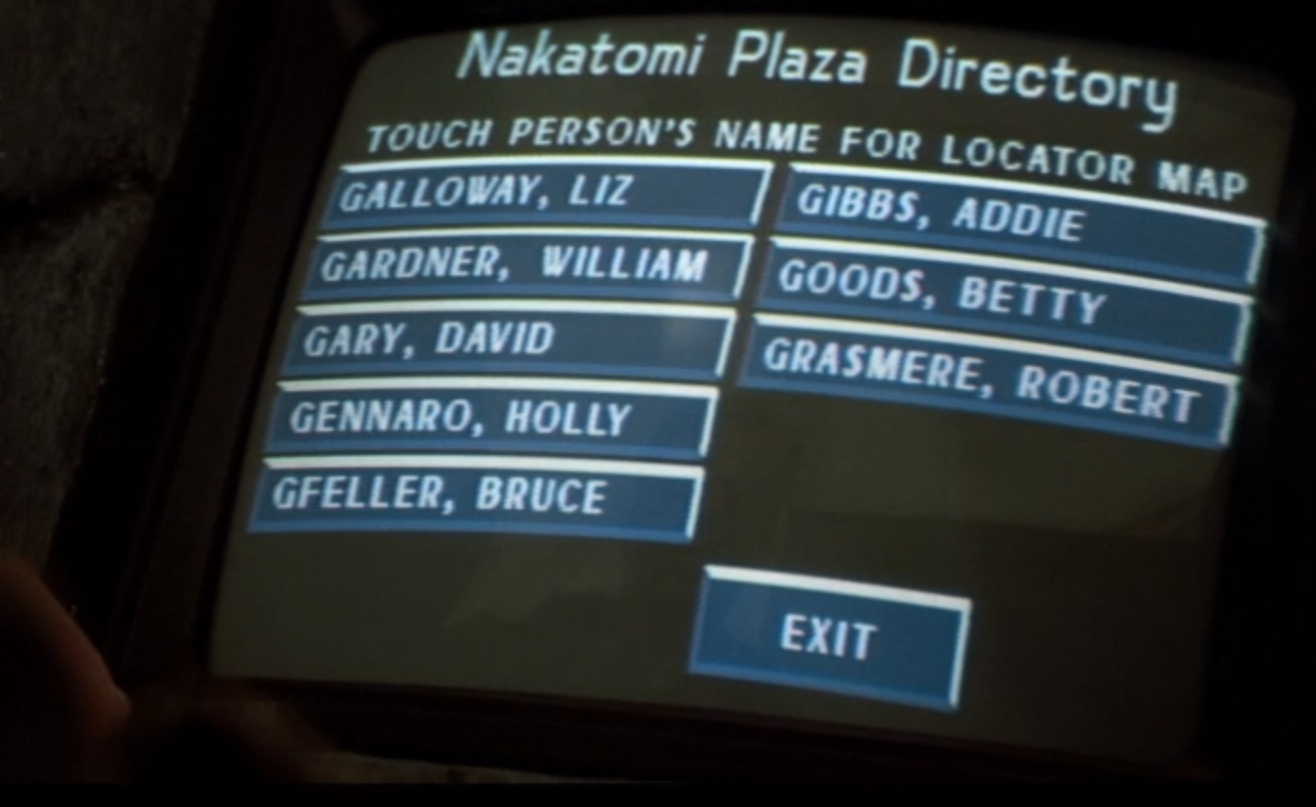 Nakatomi Plaza Directory
TOUCH PERSON'S NAME FOR LOCATOR MAP
GALLOWAY, LIZ
GARDNER, WILLIAM
GARY, DAVID
GENNARO, HOLLY
GFELLER, BRUCE
GIBBS, ADDIE
GOODS, BETTY
GRASMERE, ROBERT
EXIT